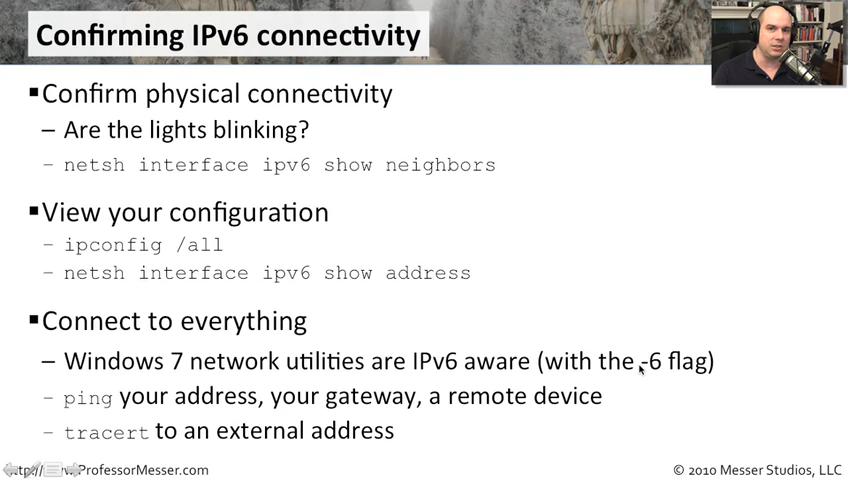 Confirming IPv6 connectivity
▪Confirm physical connectivity
– Are the lights blinking?
– netsh interface ipv6 show neighbors
▪View your configuration
– ipconfig /all
– netsh interface ipv6 show address
▪Connect to everything
– Windows 7 network utilities are IPv6 aware (with the -6 flag)
– ping your address, your gateway, a remote device
– tracert to an external address
ProfessorMesser.com
© 2010 Messer Studios, LLC